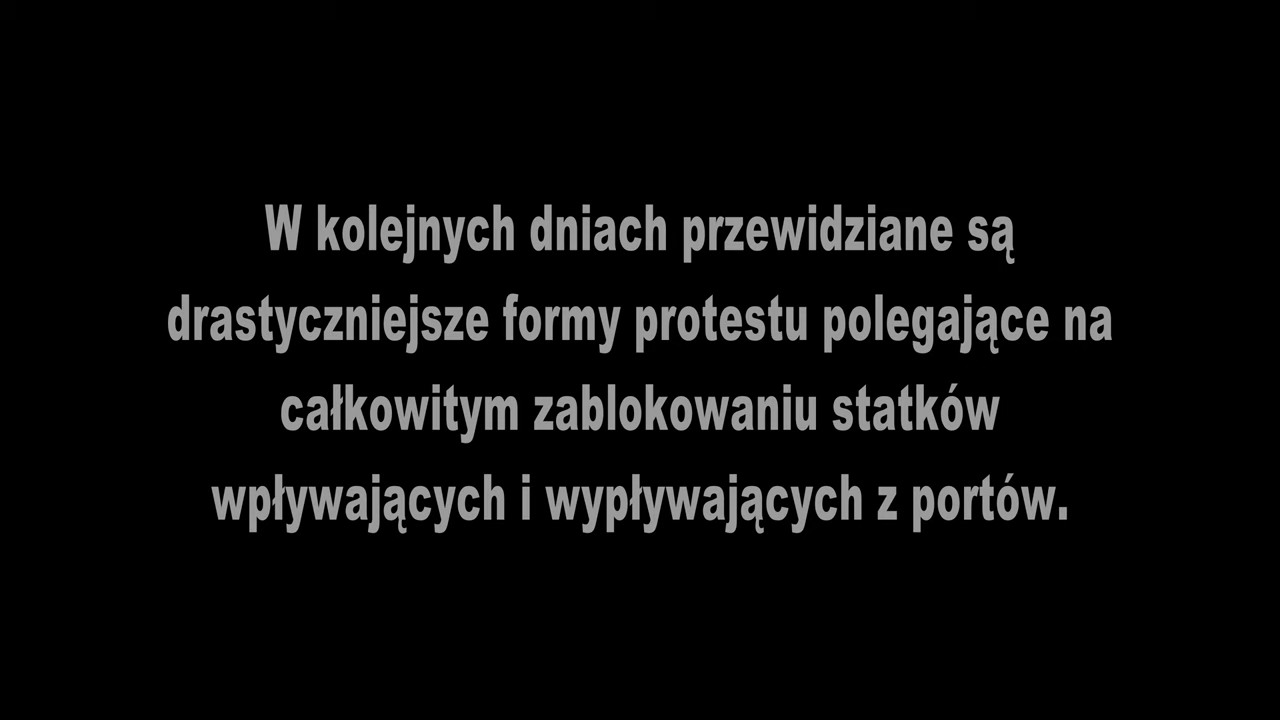 W kolejnych dniach przewidziane są
drastyczniejsze formy protestu polegające na
całkowitym zablokowaniu statków
wpływających i wypływających z portów.